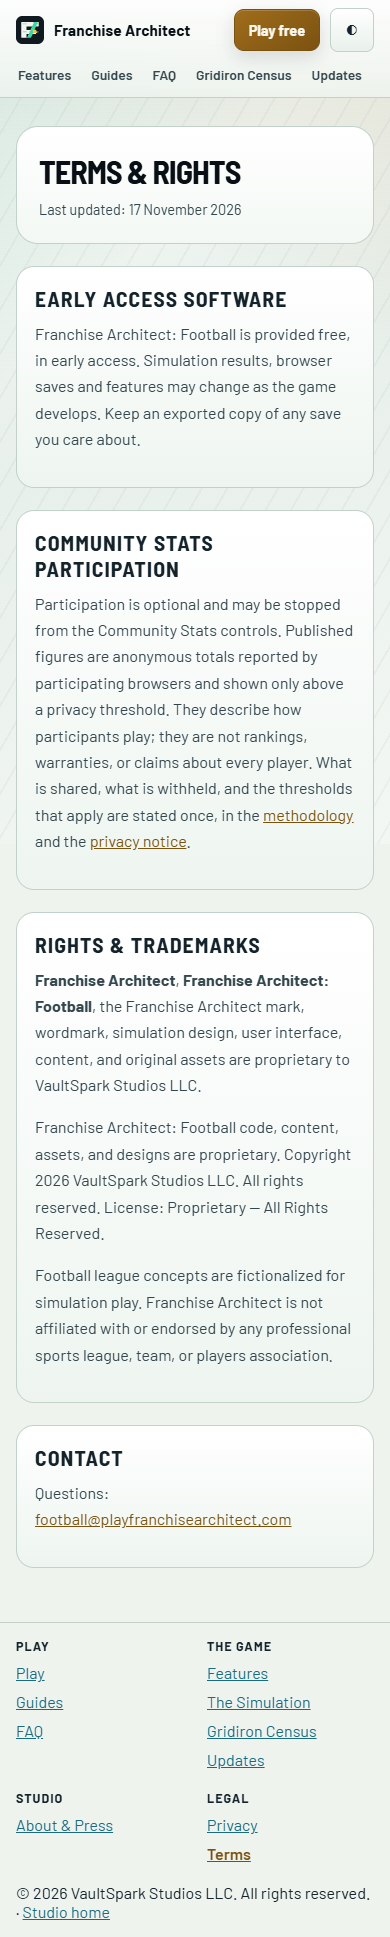 Franchise Architect
Play free
Features Guides FAQ Gridiron Census Updates
TERMS & RIGHTS
Last updated: 17 November 2026
EARLY ACCESS SOFTWARE
Franchise Architect: Football is provided free,
in early access. Simulation results, browser
saves and features may change as the game
develops. Keep an exported copy of any save
you care about.
COMMUNITY STATS
PARTICIPATION
Participation is optional and may be stopped
from the Community Stats controls. Published
figures are anonymous totals reported by
participating browsers and shown only above
a privacy threshold. They describe how
participants play; they are not rankings,
warranties, or claims about every player. What
is shared, what is withheld, and the thresholds
that apply are stated once, in the methodology
and the privacy notice.
RIGHTS & TRADEMARKS
Franchise Architect, Franchise Architect:
Football, the Franchise Architect mark,
wordmark, simulation design, user interface,
content, and original assets are proprietary to
VaultSpark Studios LLC.
Franchise Architect: Football code, content,
assets, and designs are proprietary. Copyright
2026 VaultSpark Studios LLC. All rights
reserved. License: Proprietary — All Rights
Reserved.
Football league concepts are fictionalized for
simulation play. Franchise Architect is not
affiliated with or endorsed by any professional
sports league, team, or players association.
CONTACT
Questions:
football@playfranchisearchitect.com
PLAY
Play
Guides
FAQ
THE GAME
Features
The Simulation
Gridiron Census
Updates
STUDIO
About & Press
LEGAL
Privacy
Terms
© 2026 VaultSpark Studios LLC. All rights reserved.
· Studio home